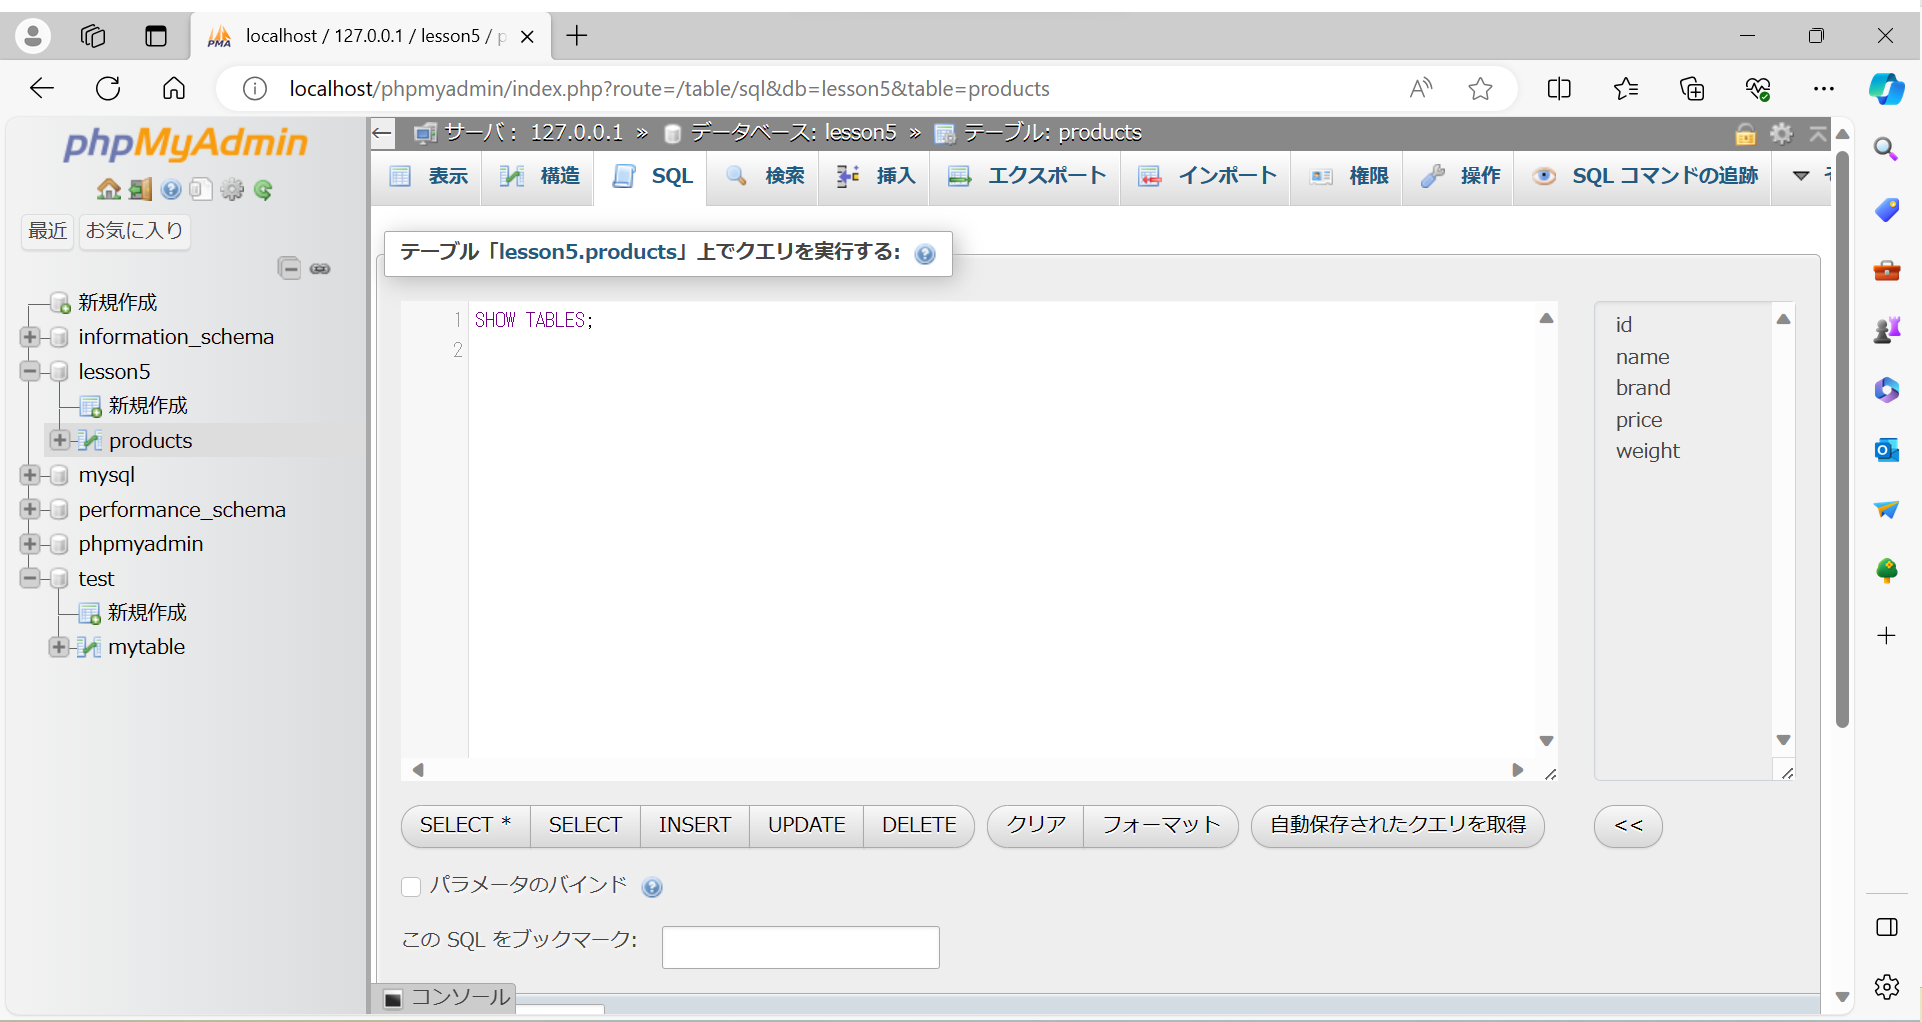 localhost / 127.0.0.1 / lesson5 / p
localhost/phpmyadmin/index.php?route=/table/sql&db=lesson5&table=products
phpMyAdmin
最近 お気に入り
新規作成
information_schema
lesson5
新規作成
products
mysql
performance_schema
phpmyadmin
test
新規作成
mytable
サーバ: 127.0.0.1 » データベース: lesson5 » テーブル: products
表示 構造 SQL 検索 挿入 エクスポート インポート 権限 操作 SQL コマンドの追跡
テーブル「lesson5.products」上でクエリを実行する:
1 SHOW TABLES;
2
id
name
brand
price
weight
SELECT * SELECT INSERT UPDATE DELETE クリア フォーマット 自動保存されたクエリを取得 <<
パラメータのバインド
この SQL をブックマーク:
コンソール